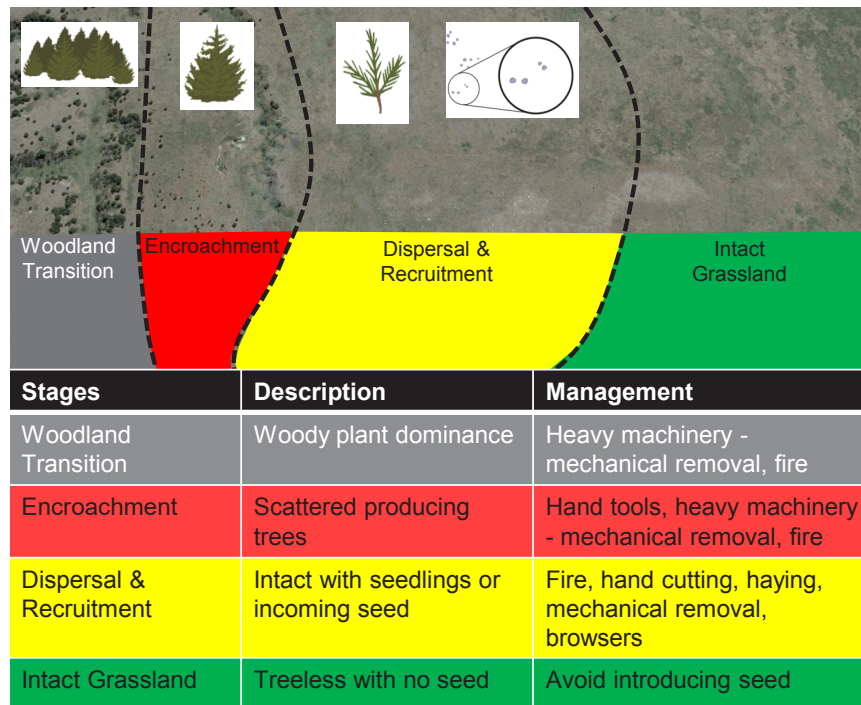 Woodland
Transition
Encroachment
Dispersal &
Recruitment
Intact
Grassland
Stages
Description
Management
Woodland
Transition
Woody plant dominance
Heavy machinery -
mechanical removal, fire
Encroachment
Scattered producing
trees
Hand tools, heavy machinery
- mechanical removal, fire
Dispersal &
Recruitment
Intact with seedlings or
incoming seed
Fire, hand cutting, haying,
mechanical removal,
browsers
Intact Grassland
Treeless with no seed
Avoid introducing seed